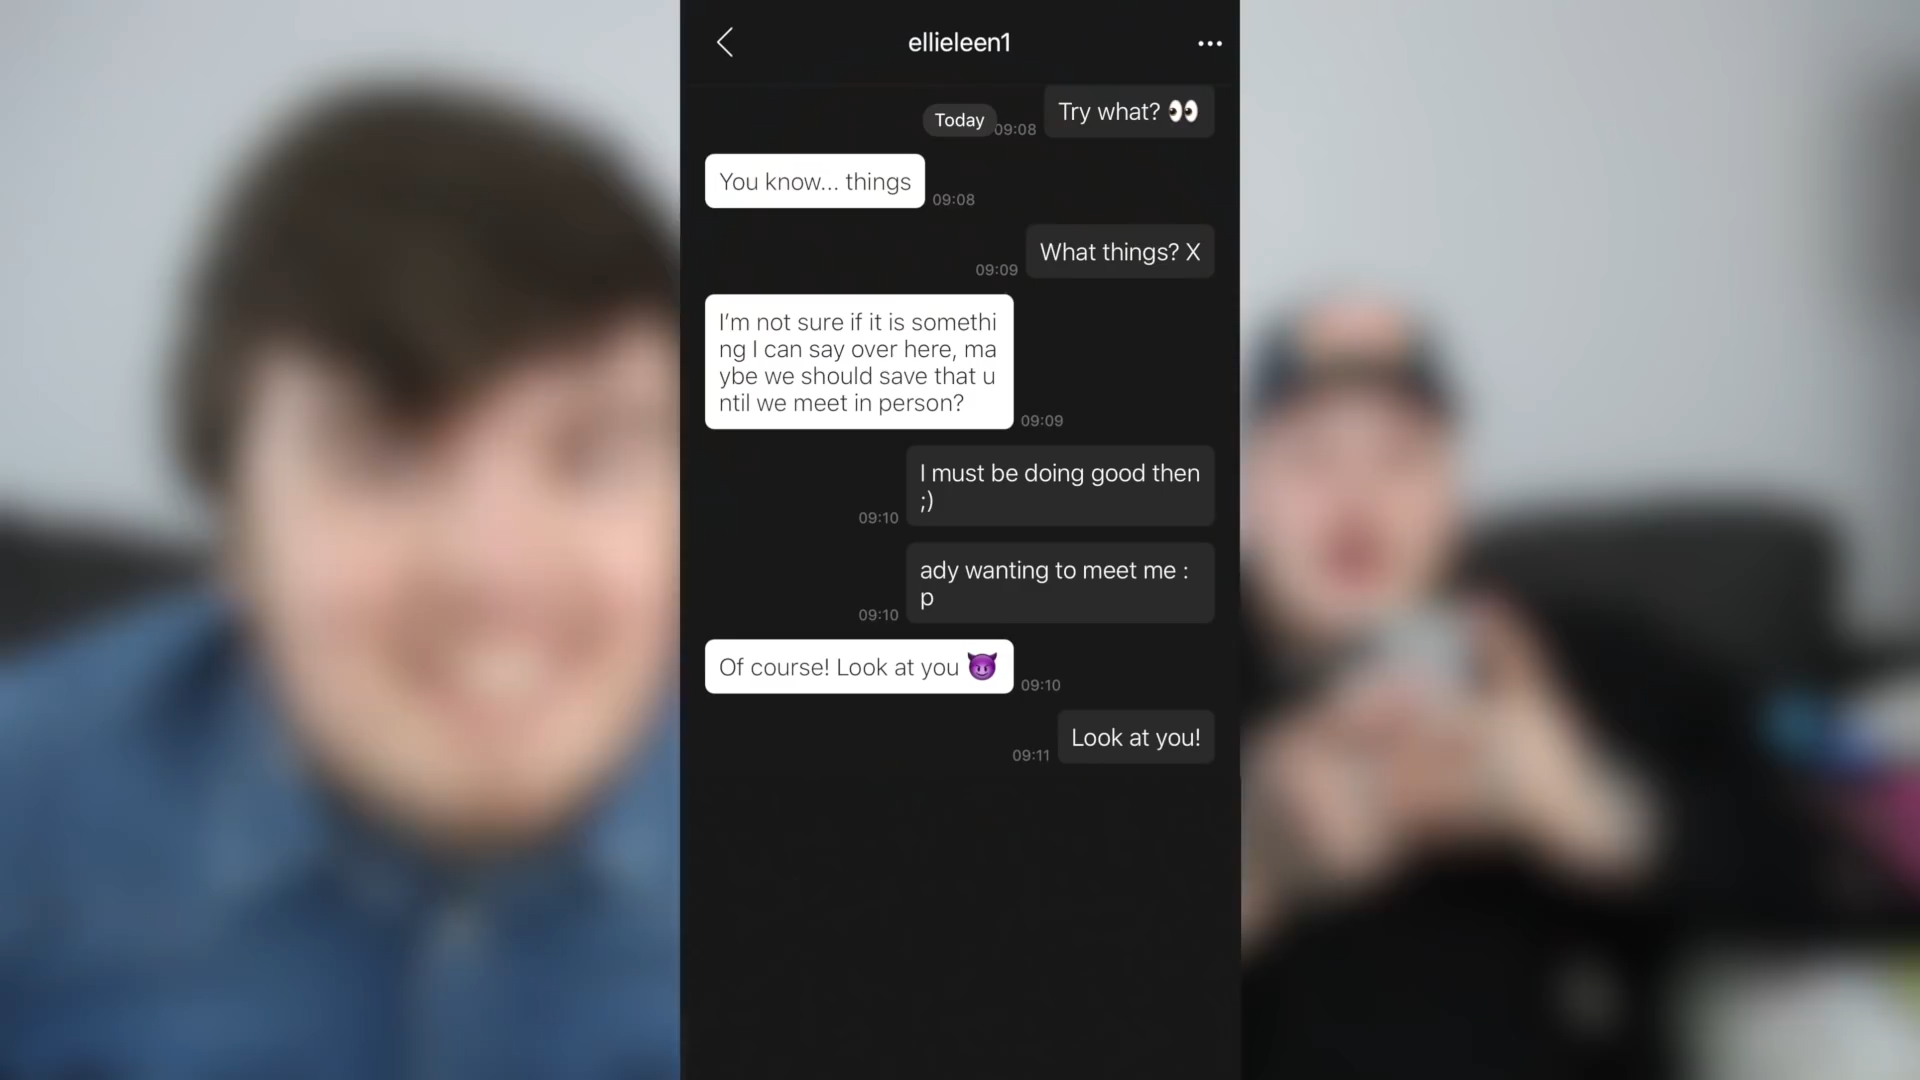 ellieleen1
Today
09:08
Try what? 👀
You know... things
09:08
What things? X
09:09
I'm not sure if it is somethi
ng I can say over here, ma
ybe we should save that u
ntil we meet in person?
09:09
I must be doing good then
;)
09:10
ady wanting to meet me :
p
09:10
Of course! Look at you 😈
09:10
Look at you!
09:11